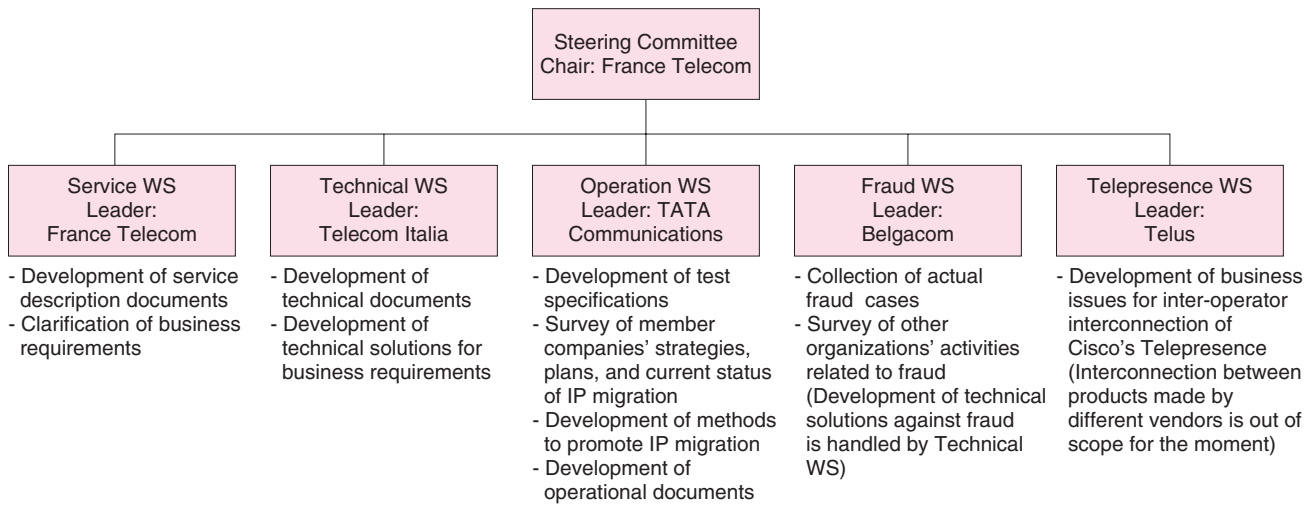 Steering Committee
Chair: France Telecom
Service WS
Leader:
France Telecom
- Development of service
description documents
- Clarification of business
requirements
Technical WS
Leader:
Telecom Italia
- Development of
technical documents
- Development of
technical solutions for
business requirements
Operation WS
Leader: TATA
Communications
- Development of test
specifications
- Survey of member
companies’ strategies,
plans, and current status
of IP migration
- Development of methods
to promote IP migration
- Development of
operational documents
Fraud WS
Leader:
Belgacom
- Collection of actual
fraud cases
- Survey of other
organizations’ activities
related to fraud
(Development of technical
solutions against fraud
is handled by Technical
WS)
Telepresence WS
Leader:
Telus
- Development of business
issues for inter-operator
interconnection of
Cisco’s Telepresence
(Interconnection between
products made by
different vendors is out of
scope for the moment)